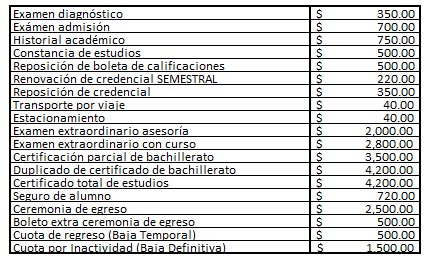 Examen diagnóstico $ 350.00
Exámen admisión $ 700.00
Historial académico $ 750.00
Constancia de estudios $ 500.00
Reposición de boleta de calificaciones $ 500.00
Renovación de credencial SEMESTRAL $ 220.00
Reposición de credencial $ 350.00
Transporte por viaje $ 40.00
Estacionamiento $ 40.00
Examen extraordinario asesoría $ 2,000.00
Examen extraordinario con curso $ 2,800.00
Certificación parcial de bachillerato $ 3,500.00
Duplicado de certificado de bachillerato $ 4,200.00
Certificado total de estudios $ 4,200.00
Seguro de alumno $ 720.00
Ceremonia de egreso $ 2,500.00
Boleto extra ceremonia de egreso $ 500.00
Cuota de regreso (Baja Temporal) $ 500.00
Cuota por Inactividad (Baja Definitiva) $ 1,500.00